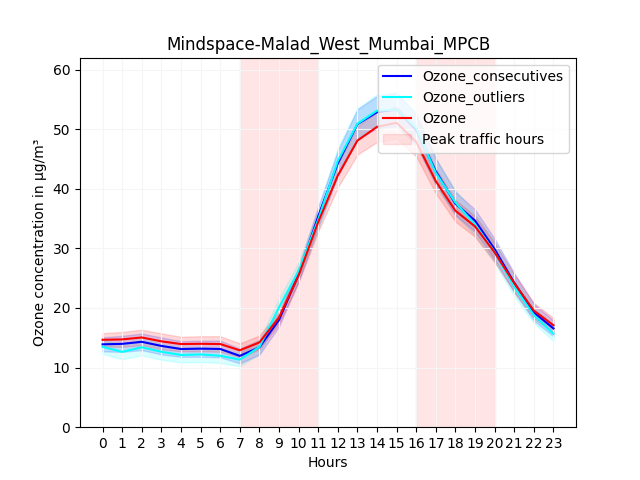 Mindspace-Malad_West_Mumbai_MPCB
Ozone concentration in µg/m³
60
50
40
30
20
10
0
Ozone_consecutives
Ozone_outliers
Ozone
Peak traffic hours
0 1 2 3 4 5 6 7 8 9 10 11 12 13 14 15 16 17 18 19 20 21 22 23
Hours